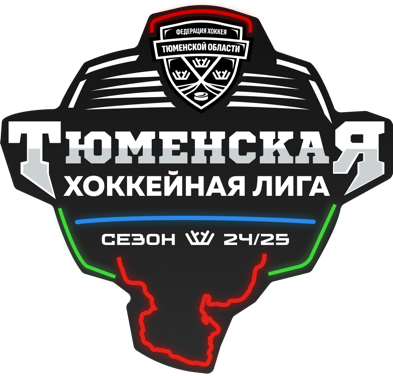 ФЕДЕРАЦИЯ ХОККЕЯ
ТЮМЕНСКОЙ ОБЛАСТИ
ТЮМЕНСКАЯ
ХОККЕЙНАЯ ЛИГА
СЕЗОН 24/25